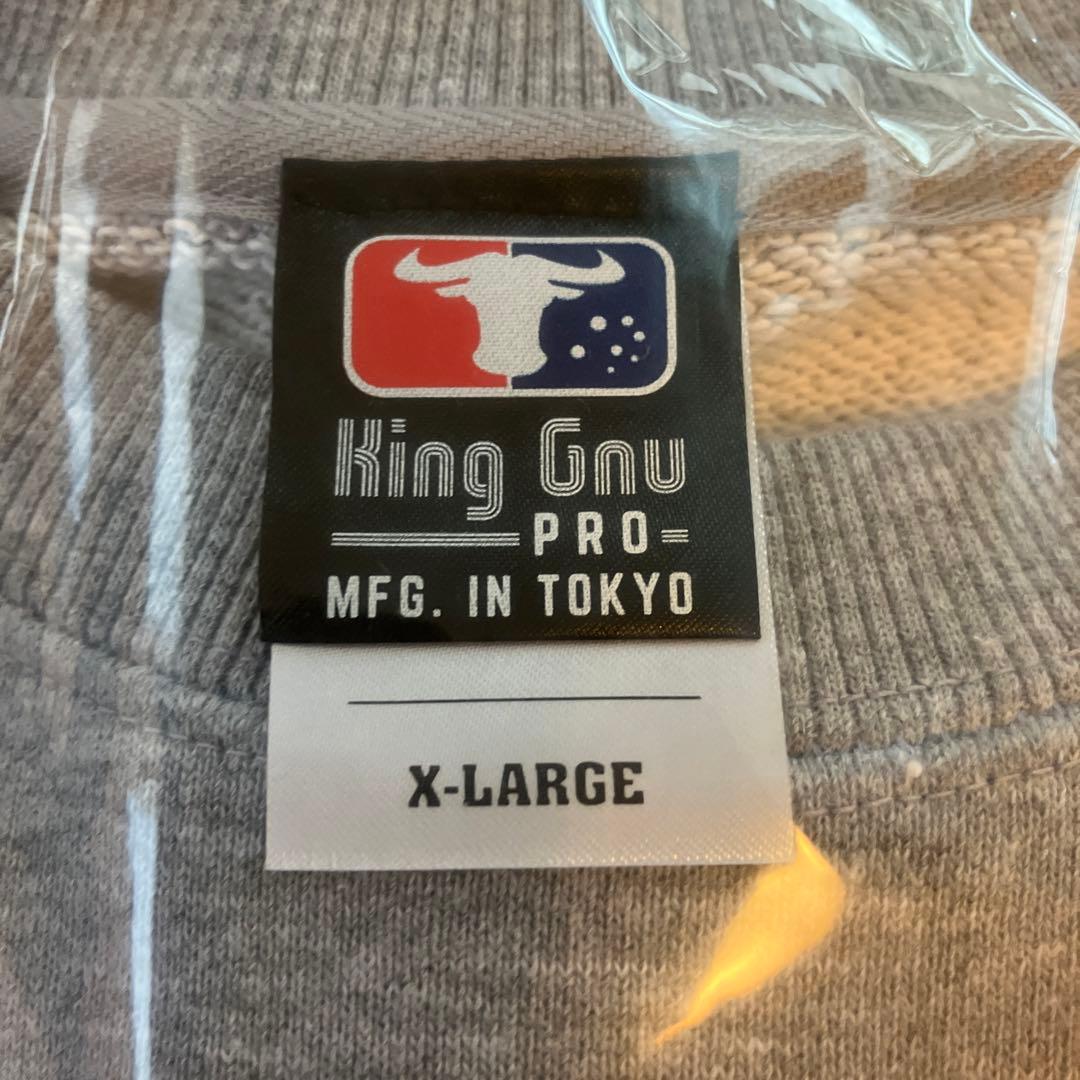 King Gnu
PRO
MFG. IN TOKYO
X-LARGE